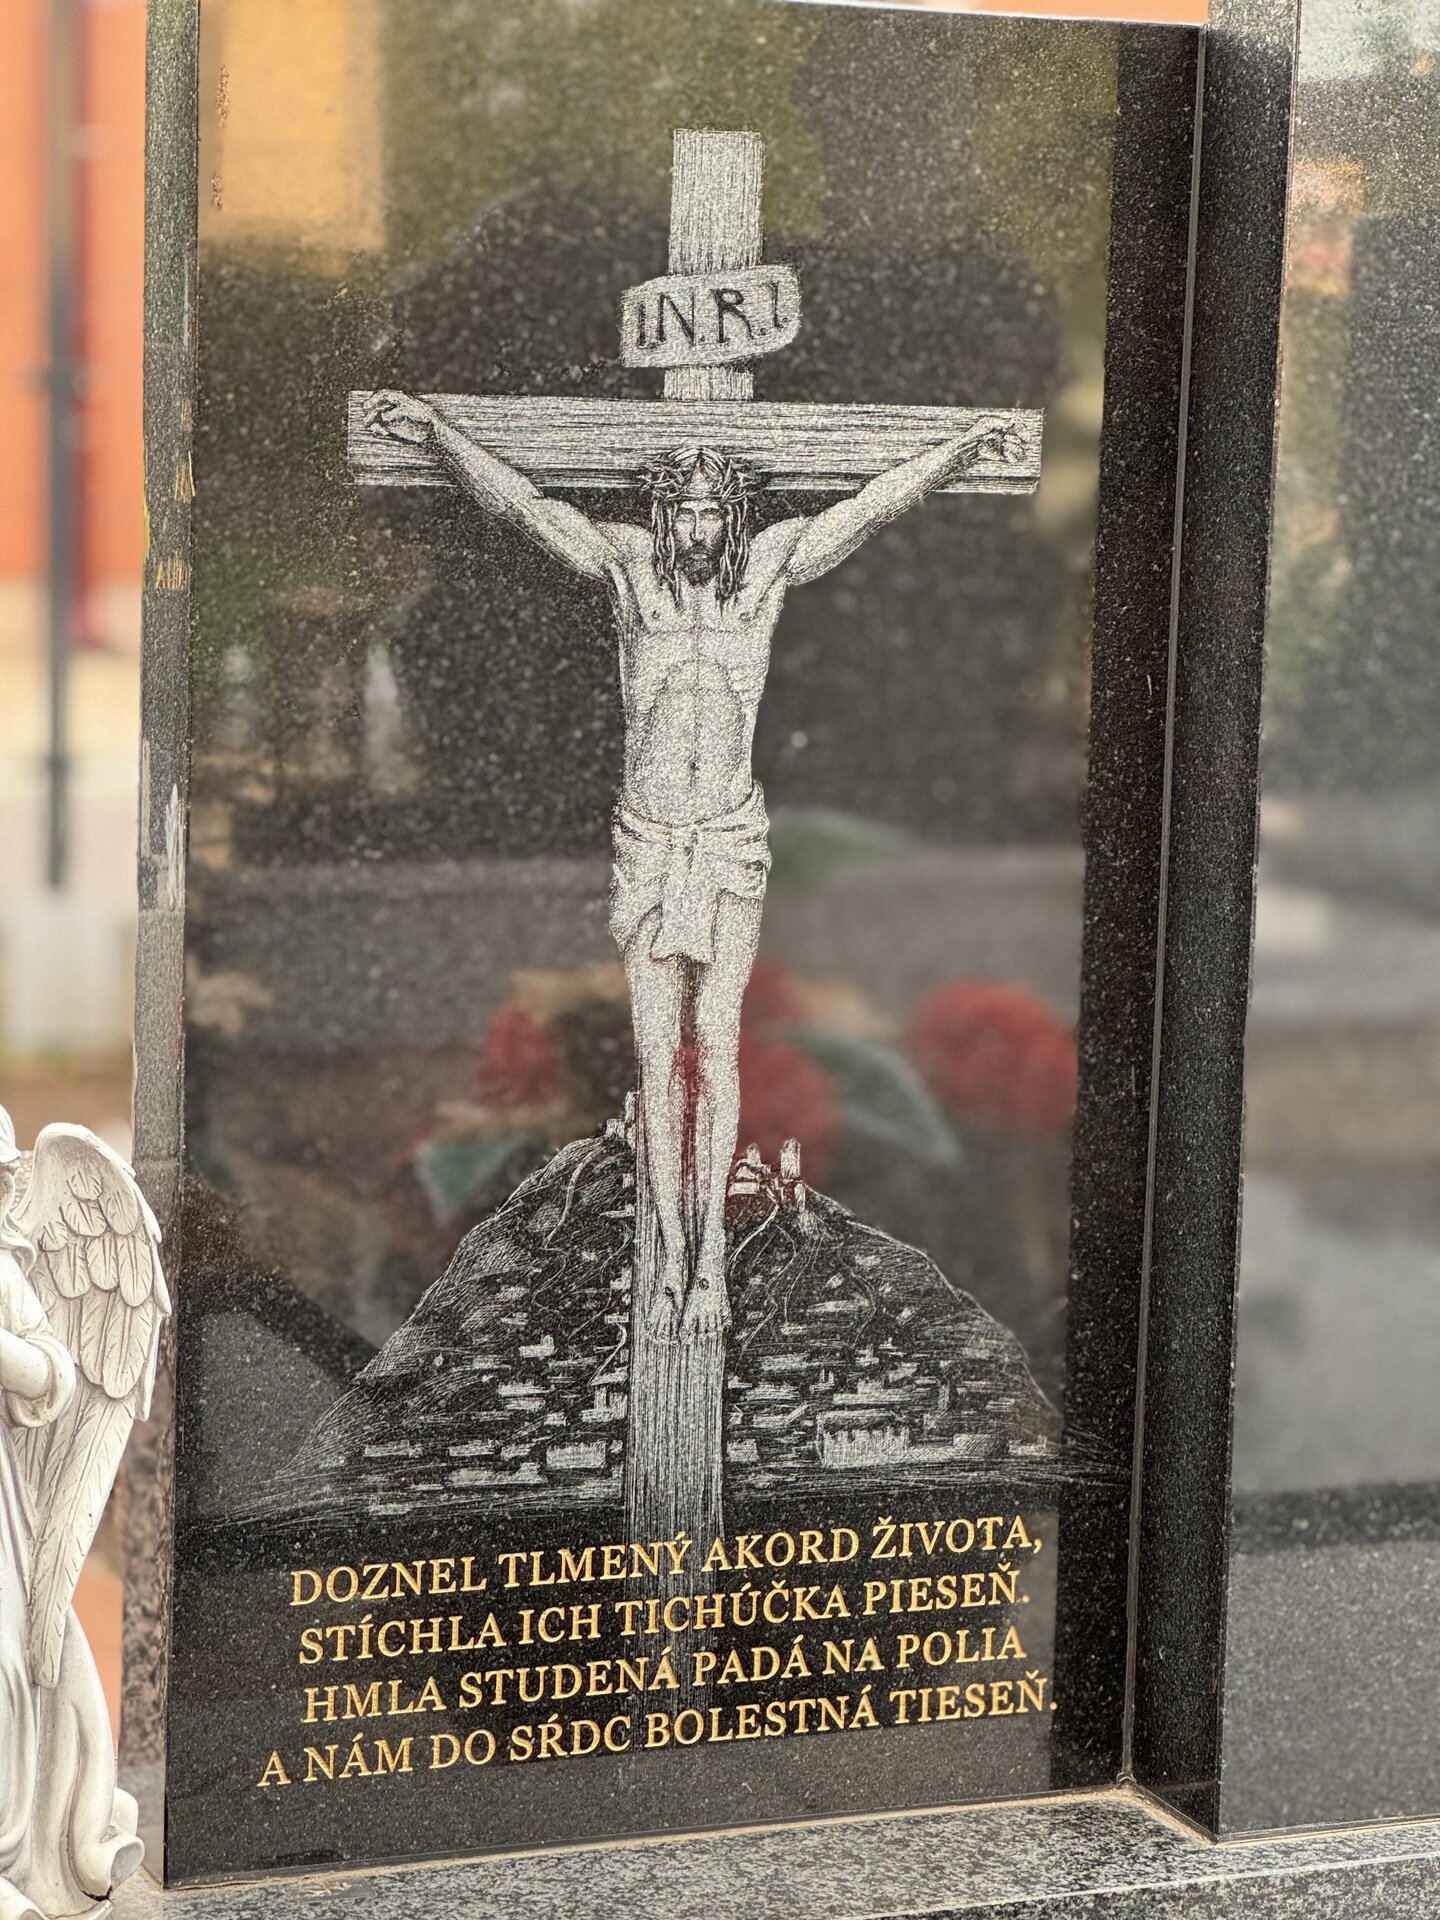 I.N.R.I.
DOZNEL TLMENÝ AKORD ŽIVOTA,
STÍCHLA ICH TICHÚČKA PIESEŇ.
HMLA STUDENÁ PADÁ NA POLIA
A NÁM DO SŔDC BOLESTNÁ TIESEŇ.